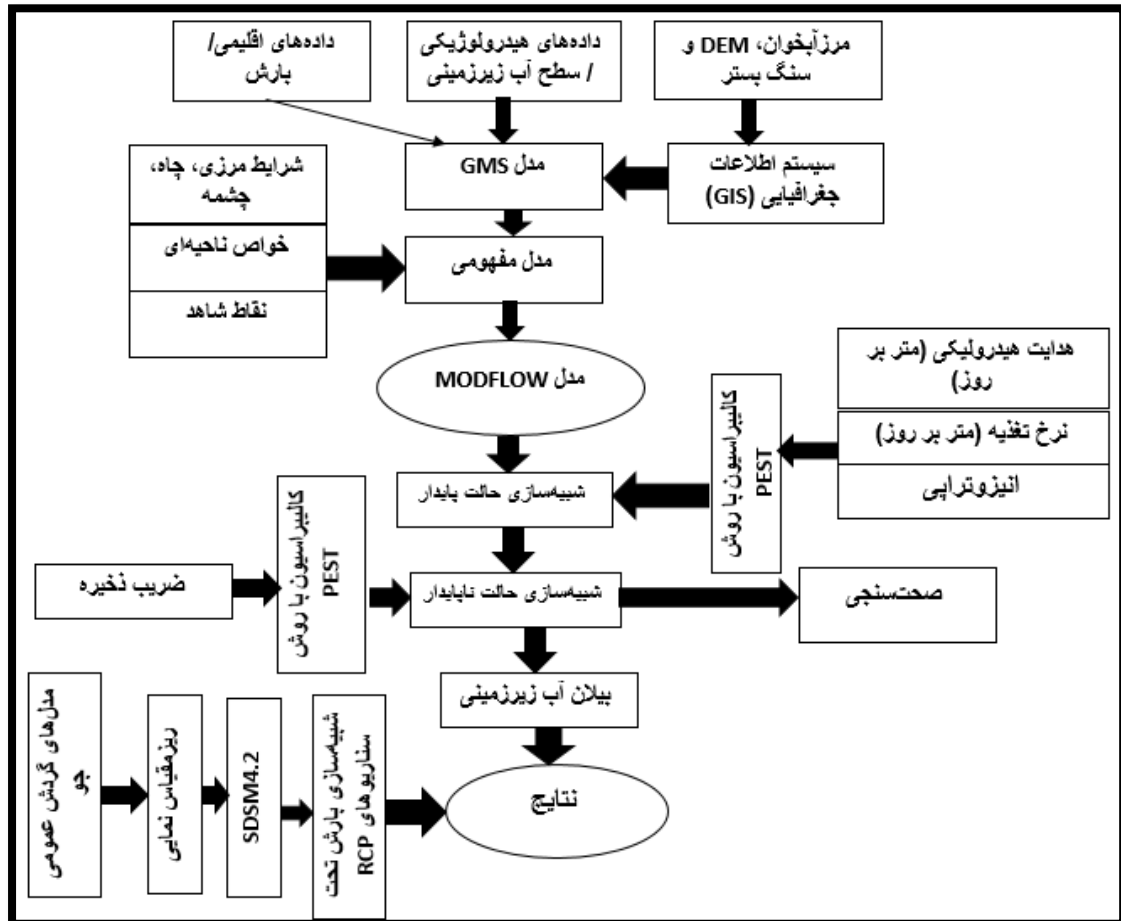 مرزآبخوان، DEM و
سنگ بستر
داده‌های هیدرولوژیکی
/ سطح آب زیرزمینی
داده‌های اقلیمی/
بارش
سیستم اطلاعات
جغرافیایی (GIS)
مدل GMS
شرایط مرزی، چاه،
چشمه
خواص ناحیه‌ای
نقاط شاهد
مدل مفهومی
مدل MODFLOW
هدایت هیدرولیکی (متر بر
روز)
نرخ تغذیه (متر بر روز)
انیزوتراپی
کالیبراسیون با روش
PEST
شبیه‌سازی حالت پایدار
ضریب ذخیره
کالیبراسیون با روش
PEST
شبیه‌سازی حالت ناپایدار
صحت‌سنجی
بیلان آب زیرزمینی
مدل‌های گردش عمومی
جو
ریزمقیاس نمایی
SDSM4.2
شبیه‌سازی بارش تحت
سناریوهای RCP
نتایج